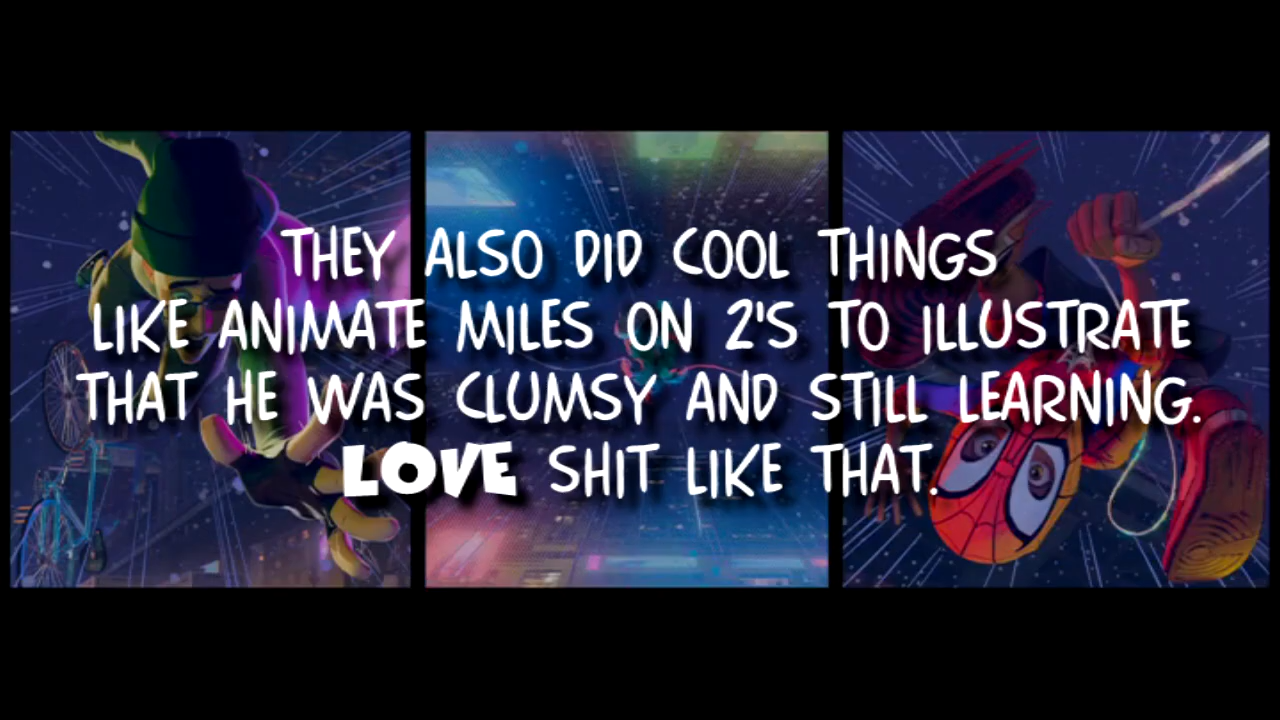 THEY ALSO DID COOL THINGS
LIKE ANIMATE MILES ON 2'S TO ILLUSTRATE
THAT HE WAS CLUMSY AND STILL LEARNING.
LOVE SHIT LIKE THAT.